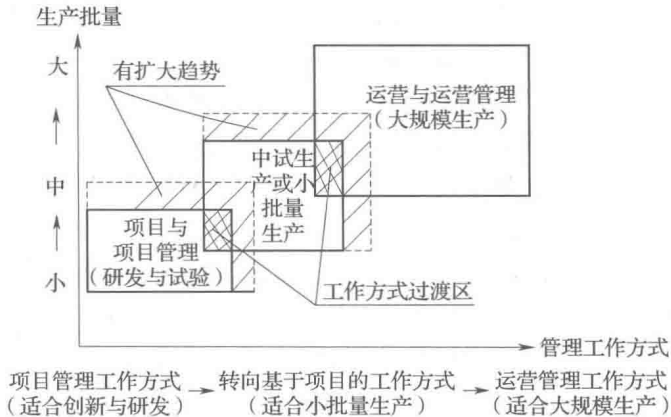 生产批量
大
中
小
有扩大趋势
运营与运营管理
(大规模生产)
中试生
产或小
批量
生产
项目与
项目管理
(研发与试验)
工作方式过渡区
管理工作方式
项目管理工作方式
(适合创新与研发)
转向基于项目的工作方式
(适合小批量生产)
运营管理工作方式
(适合大规模生产)